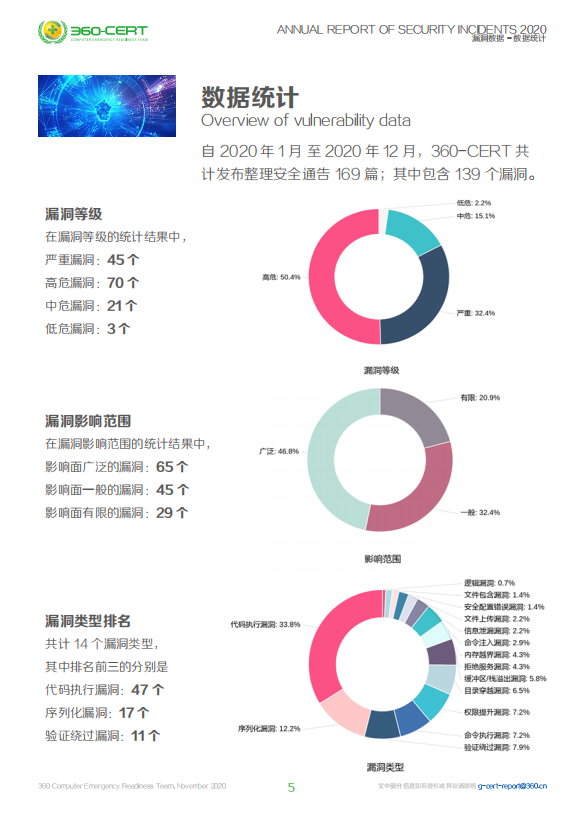 360-CERT
COMPUTER EMERGENCY READINESS TEAM
ANNUAL REPORT OF SECURITY INCIDENTS 2020
漏洞数据 - 数据统计
数据统计
Overview of vulnerability data
自 2020 年 1 月 至 2020 年 12 月，360-CERT 共
计发布整理安全通告 169 篇；其中包含 139 个漏洞。
漏洞等级
在漏洞等级的统计结果中，
严重漏洞：45 个
高危漏洞：70 个
中危漏洞：21 个
低危漏洞：3 个
低危: 2.2%
中危: 15.1%
高危: 50.4%
严重: 32.4%
漏洞等级
漏洞影响范围
在漏洞影响范围的统计结果中，
影响面广泛的漏洞：65 个
影响面一般的漏洞：45 个
影响面有限的漏洞：29 个
有限: 20.9%
广泛: 46.8%
一般: 32.4%
影响范围
漏洞类型排名
共计 14 个漏洞类型，
其中排名前三的分别是
代码执行漏洞：47 个
序列化漏洞：17 个
验证绕过漏洞：11 个
逻辑漏洞: 0.7%
文件包含漏洞: 1.4%
安全配置错误漏洞: 1.4%
文件上传漏洞: 2.2%
信息泄漏漏洞: 2.2%
命令注入漏洞: 2.9%
内存越界漏洞: 4.3%
拒绝服务漏洞: 4.3%
缓冲区/栈溢出漏洞: 5.8%
目录穿越漏洞: 6.5%
权限提升漏洞: 7.2%
命令执行漏洞: 7.2%
验证绕过漏洞: 7.9%
代码执行漏洞: 33.8%
序列化漏洞: 12.2%
漏洞类型
360 Computer Emergency Readiness Team, November 2020
5
文中部分信息如有侵权或异议请联络 g-cert-report@360.cn